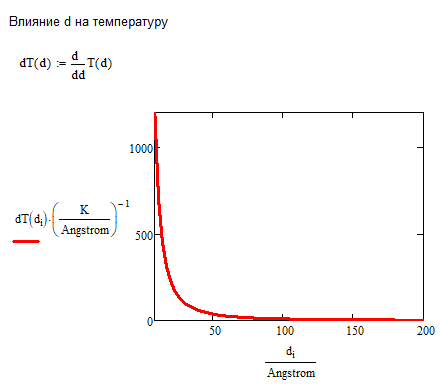 Влияние d на температуру
dT(d) := d/dd T(d)
1000
500
0
dT(d_i)·(K/Angstrom)^-1
50 100 150 200
d_i
Angstrom